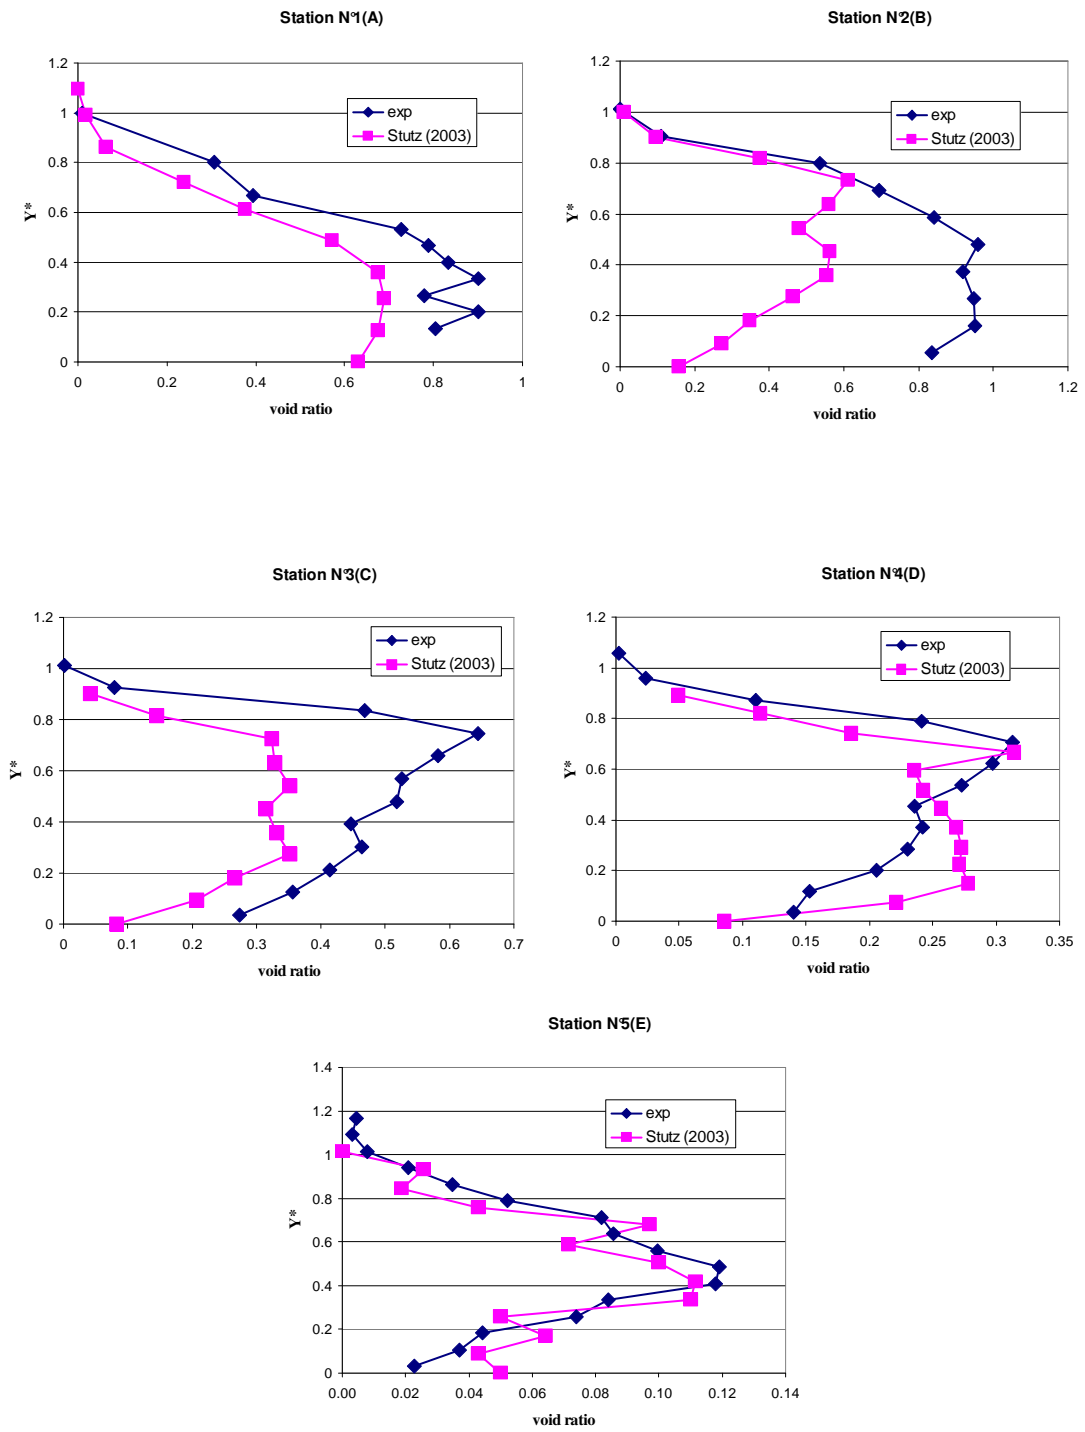 Station N°1(A)
1.2
1
0.8
0.6
0.4
0.2
0
Y*
exp
Stutz (2003)
0 0.2 0.4 0.6 0.8 1
void ratio
Station N°2(B)
1.2
1
0.8
0.6
0.4
0.2
0
Y*
exp
Stutz (2003)
0 0.2 0.4 0.6 0.8 1 1.2
void ratio
Station N°3(C)
1.2
1
0.8
0.6
0.4
0.2
0
Y*
exp
Stutz (2003)
0 0.1 0.2 0.3 0.4 0.5 0.6 0.7
void ratio
Station N°4(D)
1.2
1
0.8
0.6
0.4
0.2
0
Y*
exp
Stutz (2003)
0 0.05 0.1 0.15 0.2 0.25 0.3 0.35
void ratio
Station N°5(E)
1.4
1.2
1
0.8
0.6
0.4
0.2
0
Y*
exp
Stutz (2003)
0.00 0.02 0.04 0.06 0.08 0.10 0.12 0.14
void ratio